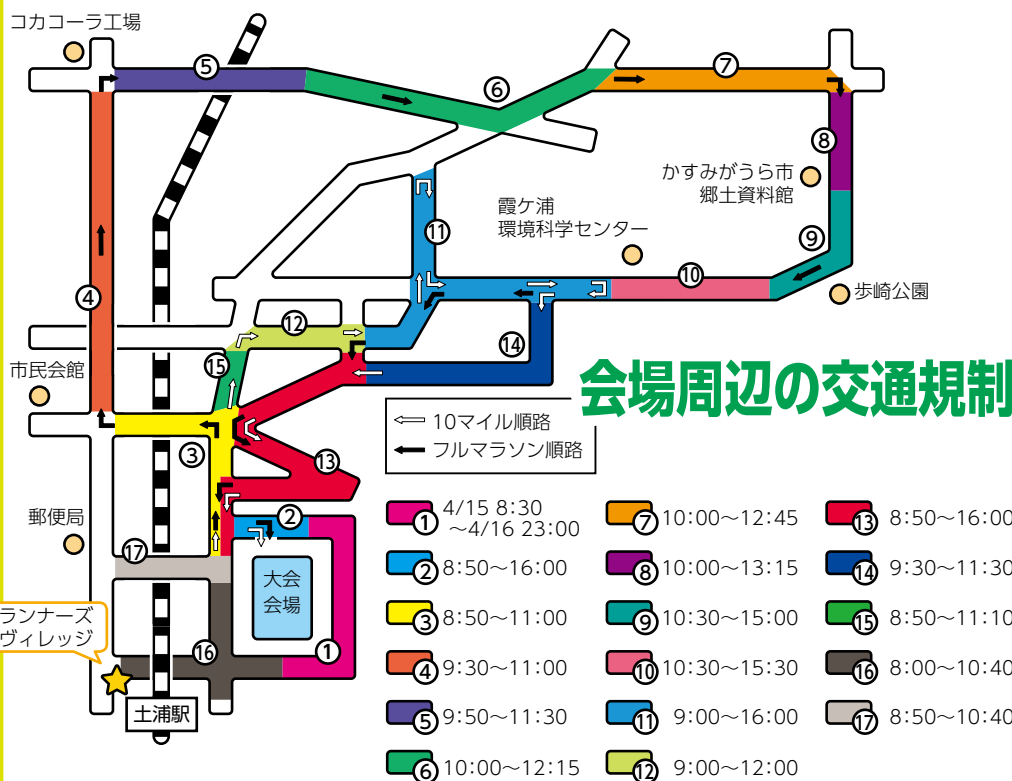 コカコーラ工場
⑤
⑥
⑦
⑧
かすみがうら市
郷土資料館
霞ケ浦
環境科学センター
⑨
⑪
⑩
④
歩崎公園
⑫
⑭
⑮
市民会館
会場周辺の交通規制
⇦ 10マイル順路
← フルマラソン順路
③
⑬
郵便局
②
⑰
大会
会場
ランナーズ
ヴィレッジ
⑯
①
土浦駅
① 4/15 8:30
～4/16 23:00
② 8:50～16:00
③ 8:50～11:00
④ 9:30～11:00
⑤ 9:50～11:30
⑥ 10:00～12:15
⑦ 10:00～12:45
⑧ 10:00～13:15
⑨ 10:30～15:00
⑩ 10:30～15:30
⑪ 9:00～16:00
⑫ 9:00～12:00
⑬ 8:50～16:00
⑭ 9:30～11:30
⑮ 8:50～11:10
⑯ 8:00～10:40
⑰ 8:50～10:40